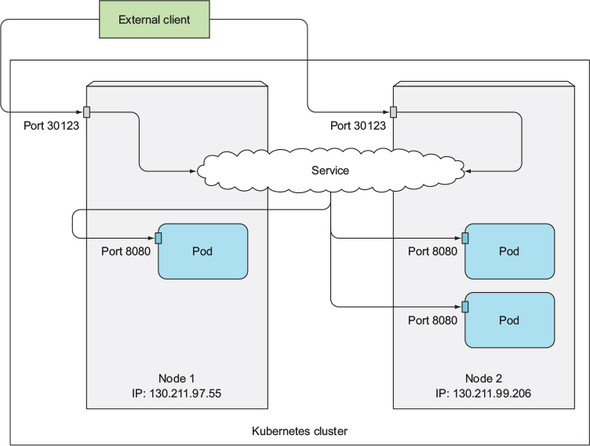 External client
Port 30123
Port 30123
Service
Port 8080
Pod
Port 8080
Pod
Port 8080
Pod
Node 1
IP: 130.211.97.55
Node 2
IP: 130.211.99.206
Kubernetes cluster